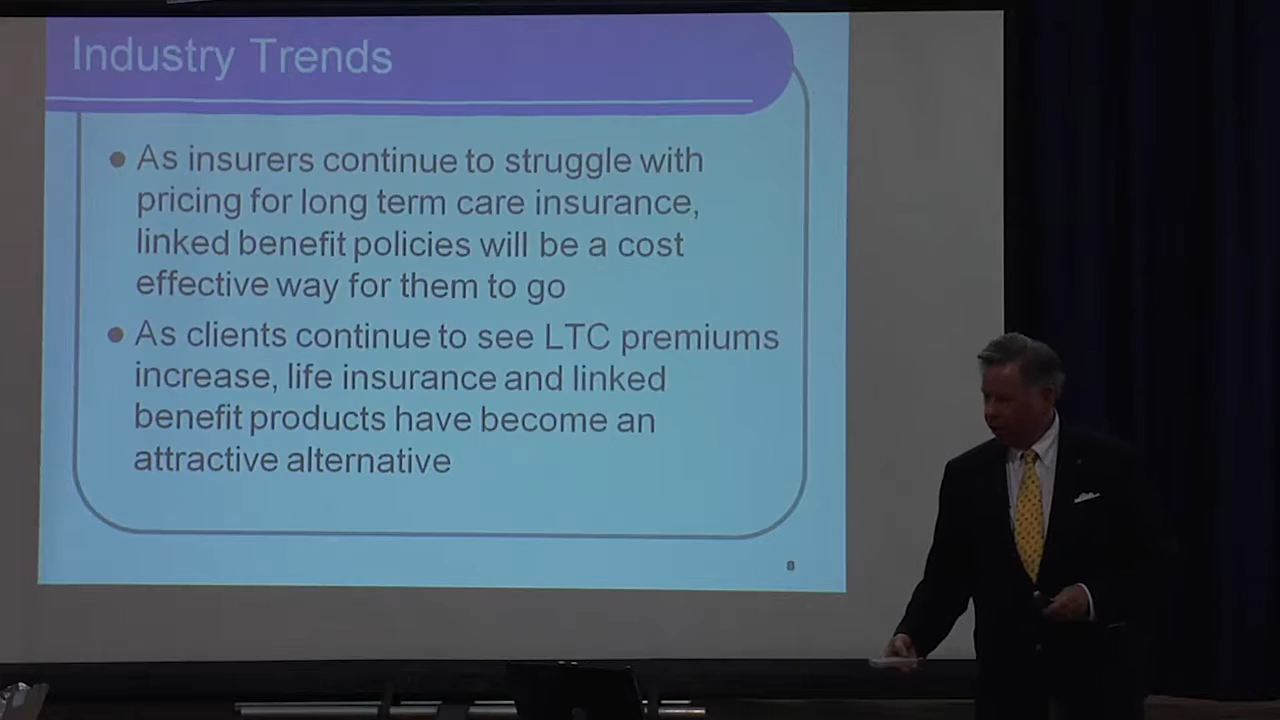 Industry Trends
As insurers continue to struggle with
pricing for long term care insurance,
linked benefit policies will be a cost
effective way for them to go
As clients continue to see LTC premiums
increase, life insurance and linked
benefit products have become an
attractive alternative
8